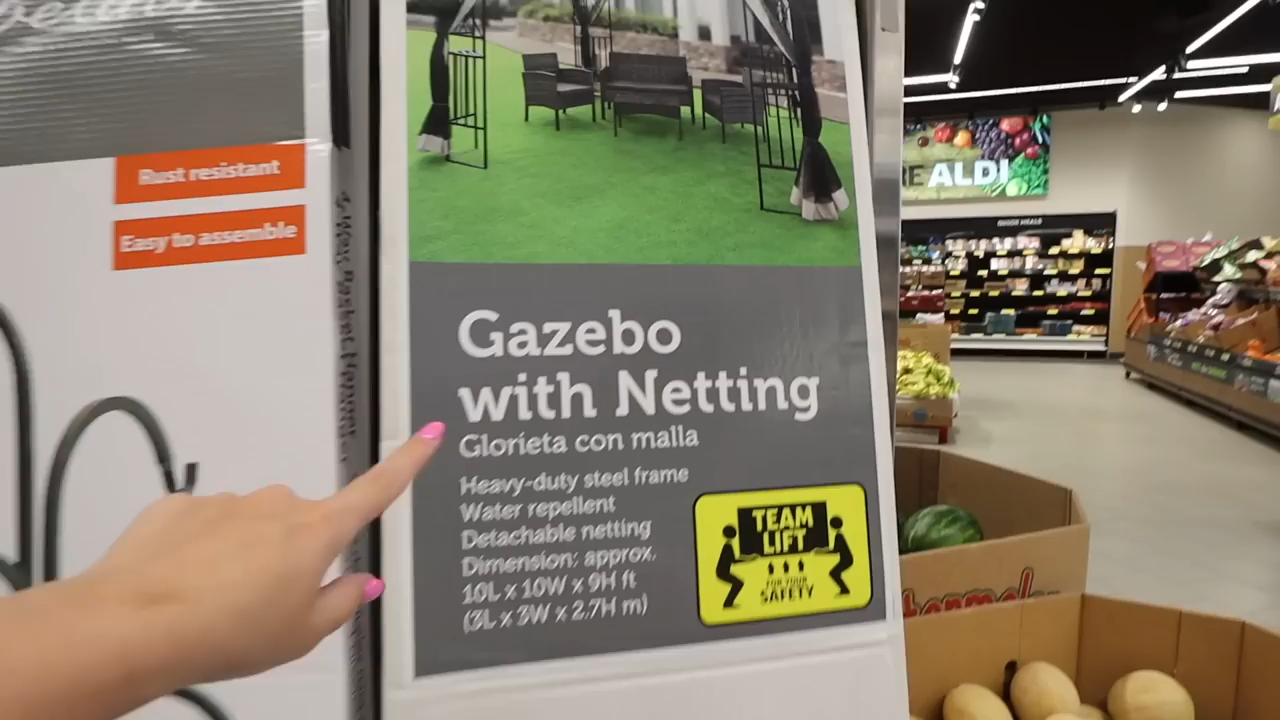 Rust resistant
Easy to assemble
Gazebo
with Netting
Glorieta con malla
Heavy-duty steel frame
Water repellent
Detachable netting
Dimension: approx.
10L x 10W x 9H ft
(3L x 3W x 2.7H m)
TEAM
LIFT
FOR YOUR
SAFETY
ALDI